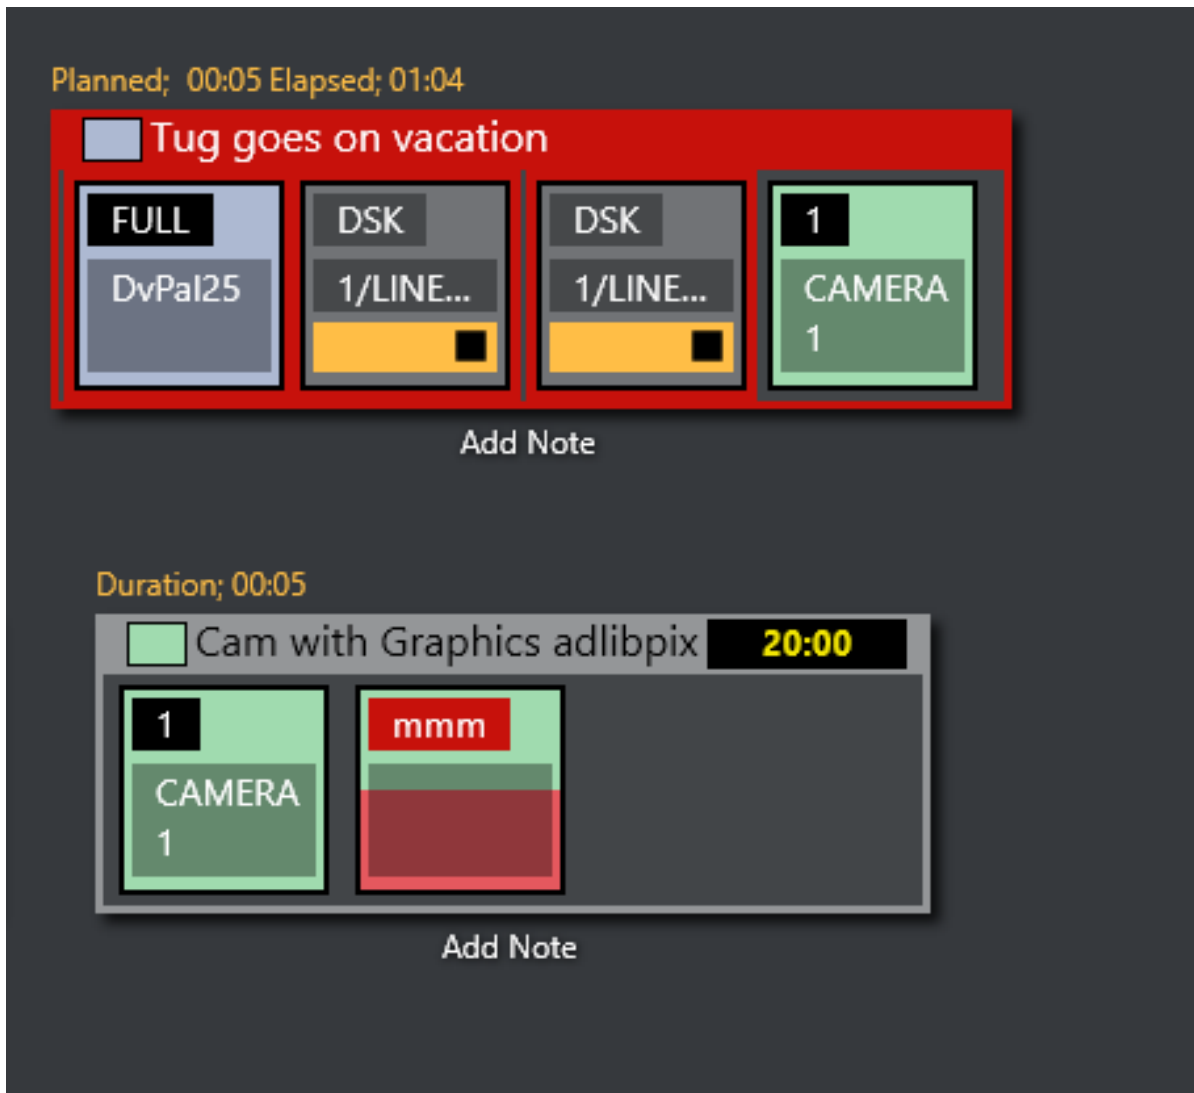 Planned;  00:05 Elapsed; 01:04
Tug goes on vacation
FULL
DvPal25
DSK
1/LINE...
DSK
1/LINE...
1
CAMERA
1
Add Note
Duration; 00:05
Cam with Graphics adlibpix 20:00
1
CAMERA
1
mmm
Add Note